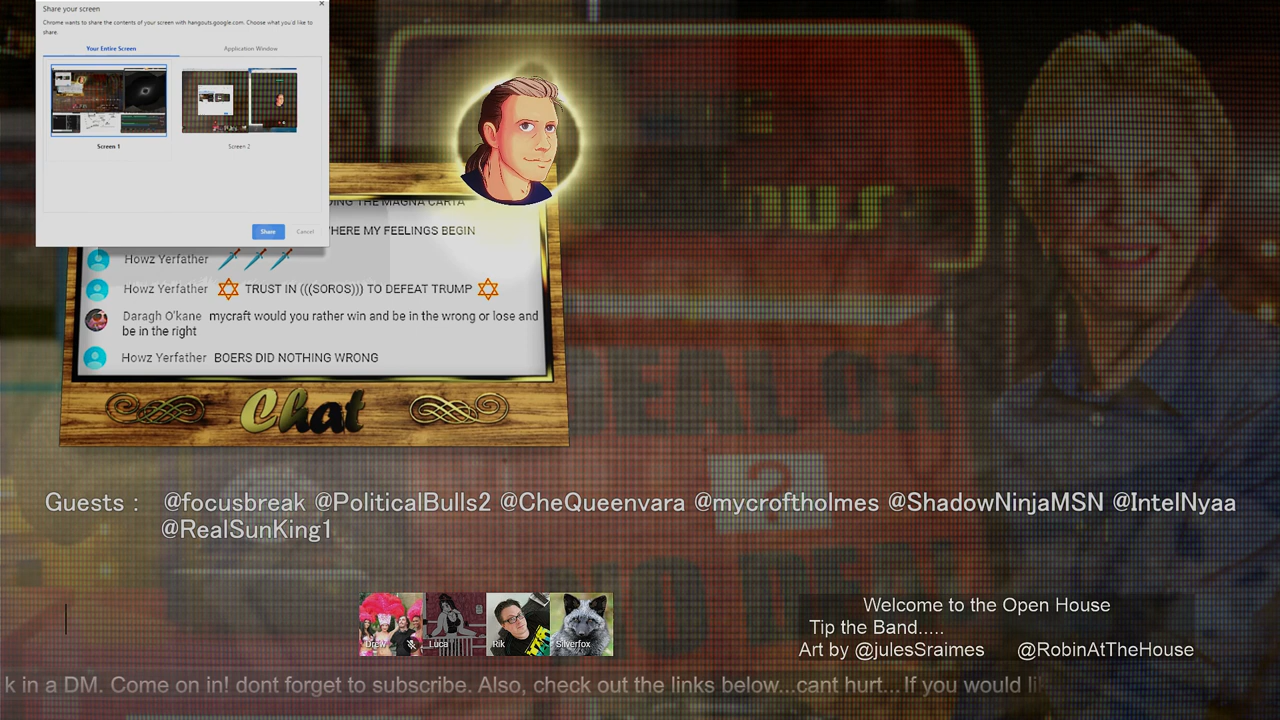 Share your screen
Chrome wants to share the contents of your screen with hangouts.google.com. Choose what you'd like to
share.
Your Entire Screen
Application Window
Screen 1
Screen 2
Share
Cancel
THE MAGNA CARTA
WHERE MY FEELINGS BEGIN
Howz Yerfather
Howz Yerfather TRUST IN (((SOROS))) TO DEFEAT TRUMP
Daragh O'kane mycraft would you rather win and be in the wrong or lose and
be in the right
Howz Yerfather BOERS DID NOTHING WRONG
Chat
DEAL OR
?
NO DEAL
Guests : @focusbreak @PoliticalBulls2 @CheQueenvara @mycroftholmes @ShadowNinjaMSN @IntelNyaa
@RealSunKing1
Drew
Luca
Rik
Silverfox
Welcome to the Open House
Tip the Band.....
Art by @julesSraimes @RobinAtTheHouse
k in a DM. Come on in! dont forget to subscribe. Also, check out the links below...cant hurt... If you would li